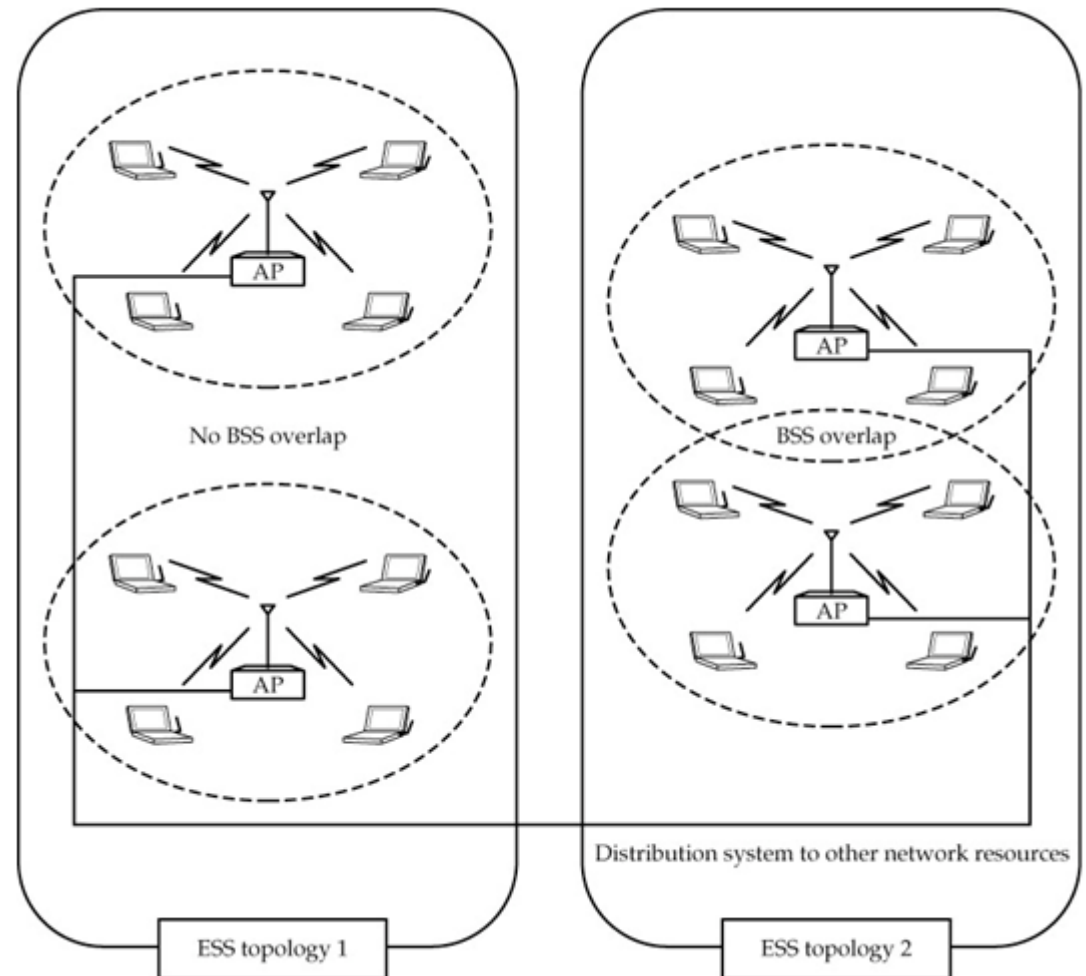 AP
No BSS overlap
AP
ESS topology 1
AP
BSS overlap
AP
Distribution system to other network resources
ESS topology 2